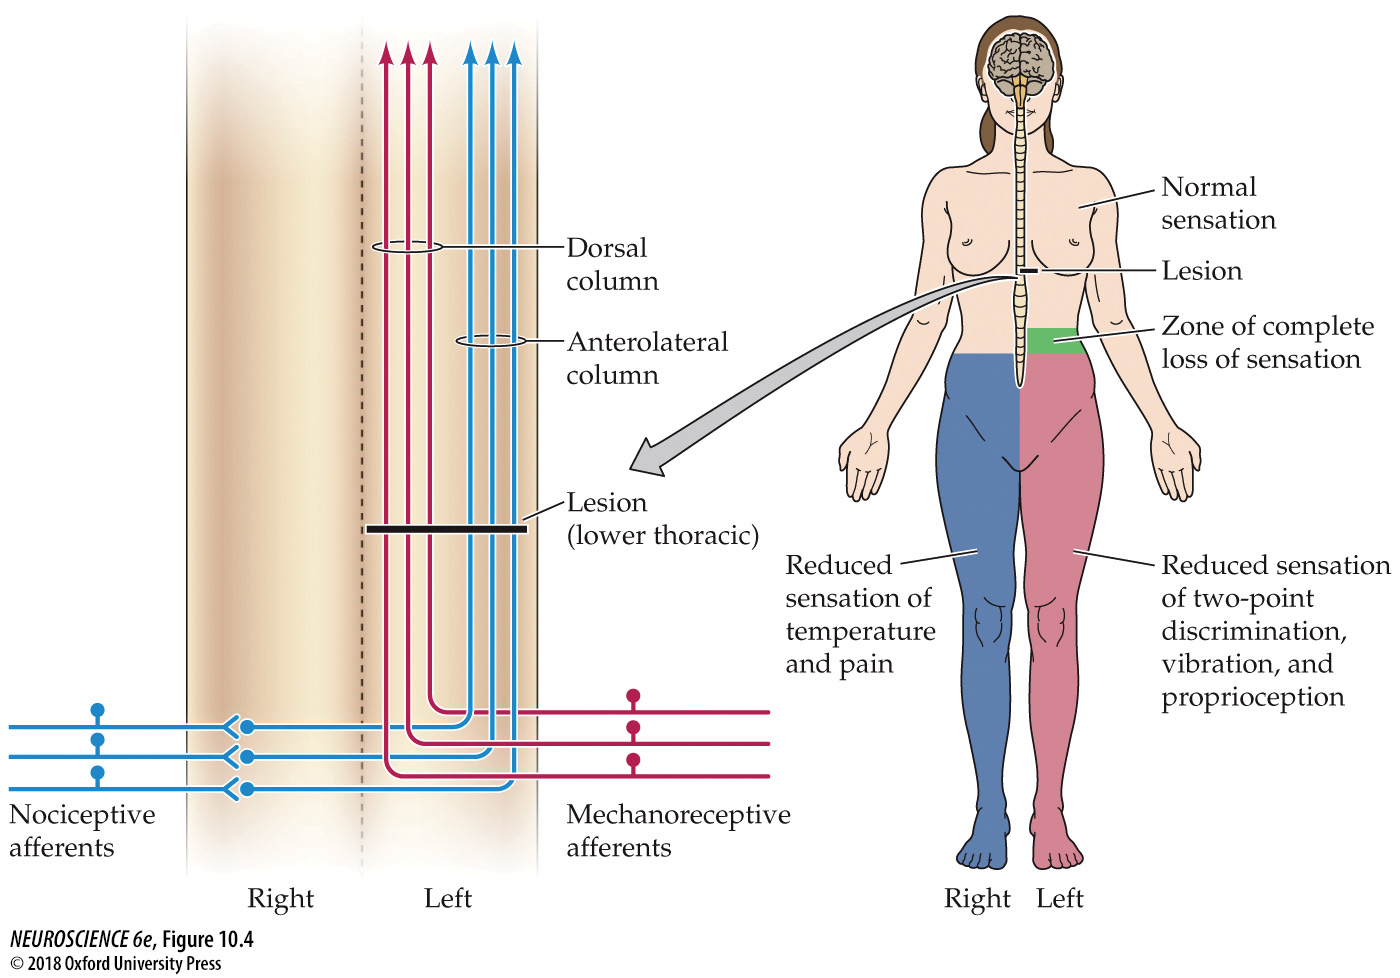 Dorsal
column
Anterolateral
column
Lesion
(lower thoracic)
Nociceptive
afferents
Mechanoreceptive
afferents
Right
Left
Normal
sensation
Lesion
Zone of complete
loss of sensation
Reduced
sensation of
temperature
and pain
Reduced sensation
of two-point
discrimination,
vibration, and
proprioception
Right
Left
NEUROSCIENCE 6e, Figure 10.4
© 2018 Oxford University Press